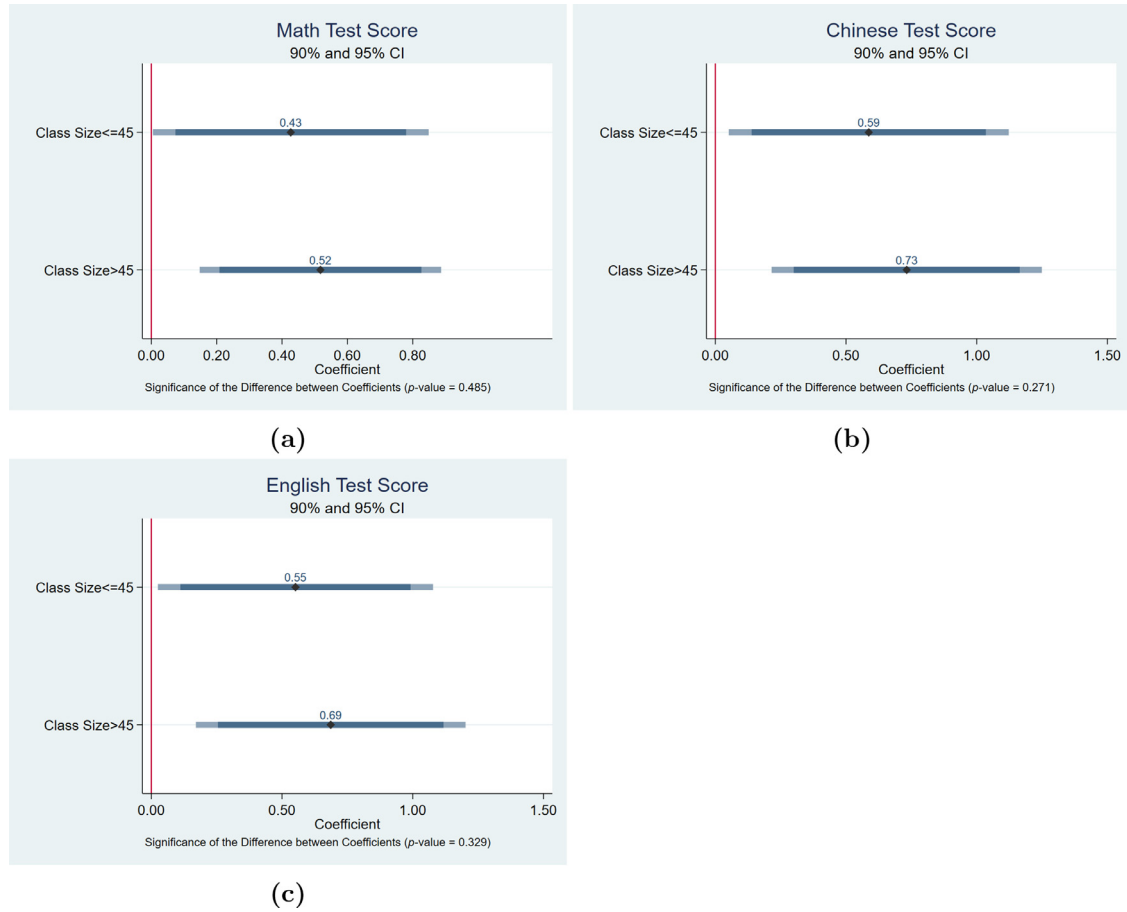 Math Test Score
90% and 95% CI
Class Size<=45
0.43
Class Size>45
0.52
0.00 0.20 0.40 0.60 0.80
Coefficient
Significance of the Difference between Coefficients (p-value = 0.485)
(a)
Chinese Test Score
90% and 95% CI
Class Size<=45
0.59
Class Size>45
0.73
0.00 0.50 1.00 1.50
Coefficient
Significance of the Difference between Coefficients (p-value = 0.271)
(b)
English Test Score
90% and 95% CI
Class Size<=45
0.55
Class Size>45
0.69
0.00 0.50 1.00 1.50
Coefficient
Significance of the Difference between Coefficients (p-value = 0.329)
(c)